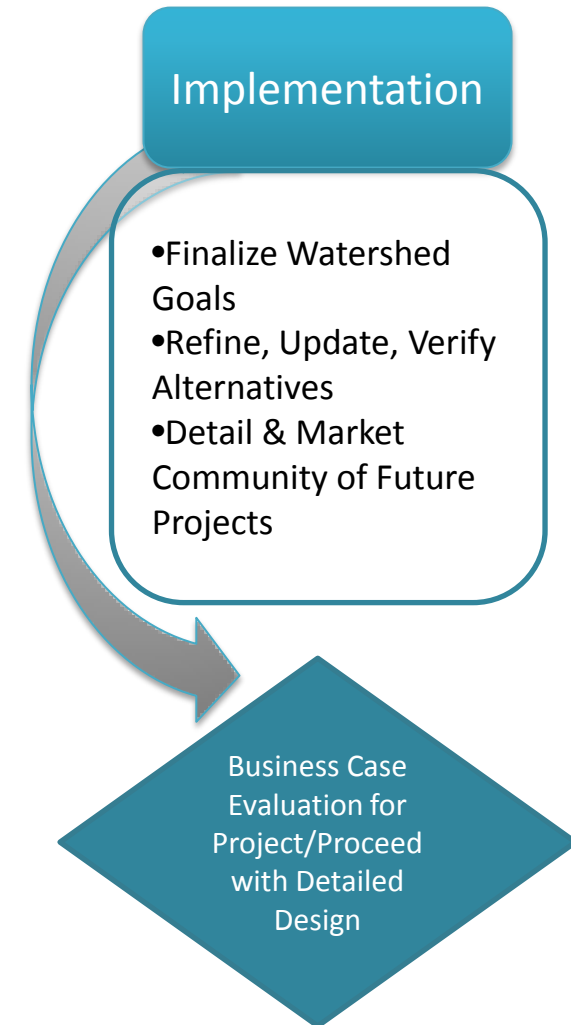 Implementation
•Finalize Watershed
Goals
•Refine, Update, Verify
Alternatives
•Detail & Market
Community of Future
Projects
Business Case
Evaluation for
Project/Proceed
with Detailed
Design